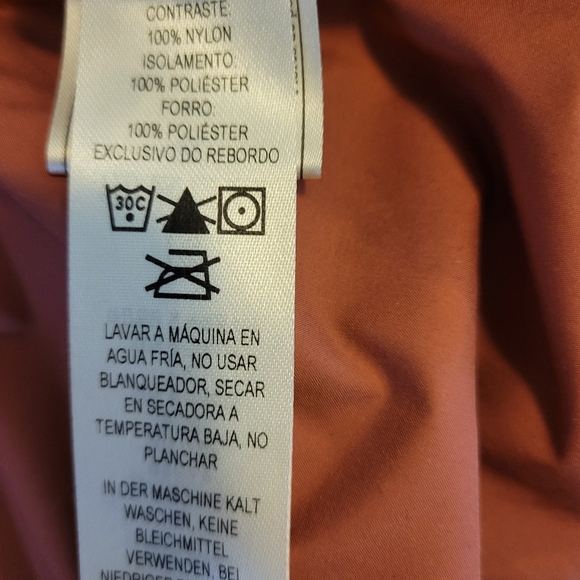 CONTRASTE:
100% NYLON
ISOLAMENTO:
100% POLIÉSTER
FORRO:
100% POLIÉSTER
EXCLUSIVO DO REBORDO
30C
LAVAR A MÁQUINA EN
AGUA FRÍA, NO USAR
BLANQUEADOR, SECAR
EN SECADORA A
TEMPERATURA BAJA, NO
PLANCHAR
IN DER MASCHINE KALT
WASCHEN, KEINE
BLEICHMITTEL
VERWENDEN, BEI